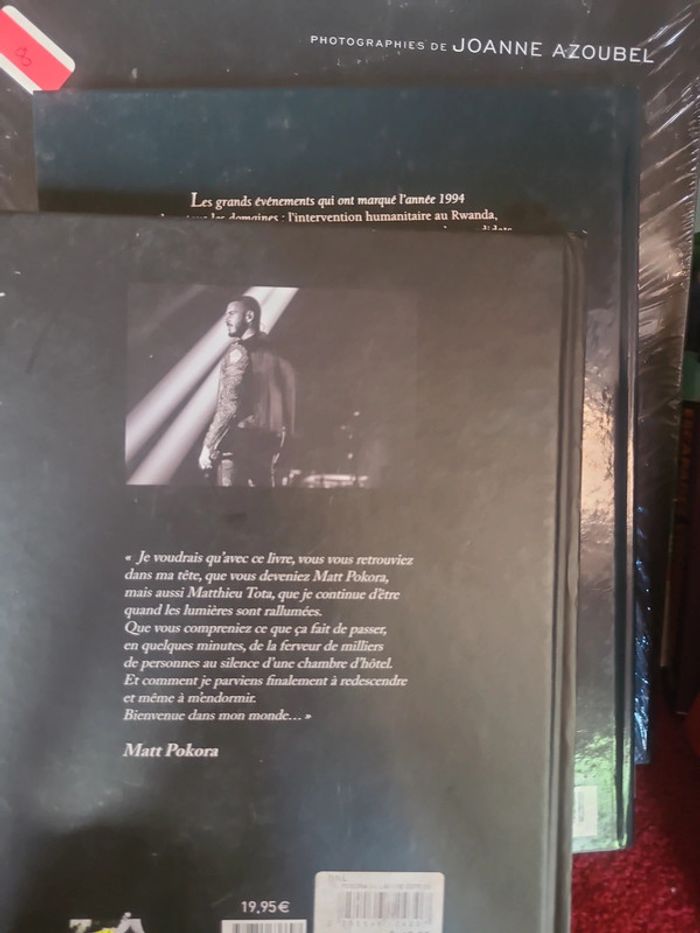 PHOTOGRAPHIES DE JOANNE AZOUBEL
Les grands événements qui ont marqué l'année 1994
les domaines : l'intervention humanitaire au Rwanda,
« Je voudrais qu'avec ce livre, vous vous retrouviez
dans ma tête, que vous deveniez Matt Pokora,
mais aussi Matthieu Tota, que je continue d'être
quand les lumières sont rallumées.
Que vous compreniez ce que ça fait de passer,
en quelques minutes, de la ferveur de milliers
de personnes au silence d'une chambre d'hôtel.
Et comment je parviens finalement à redescendre
et même à m'endormir.
Bienvenue dans mon monde... »
Matt Pokora
19,95 €